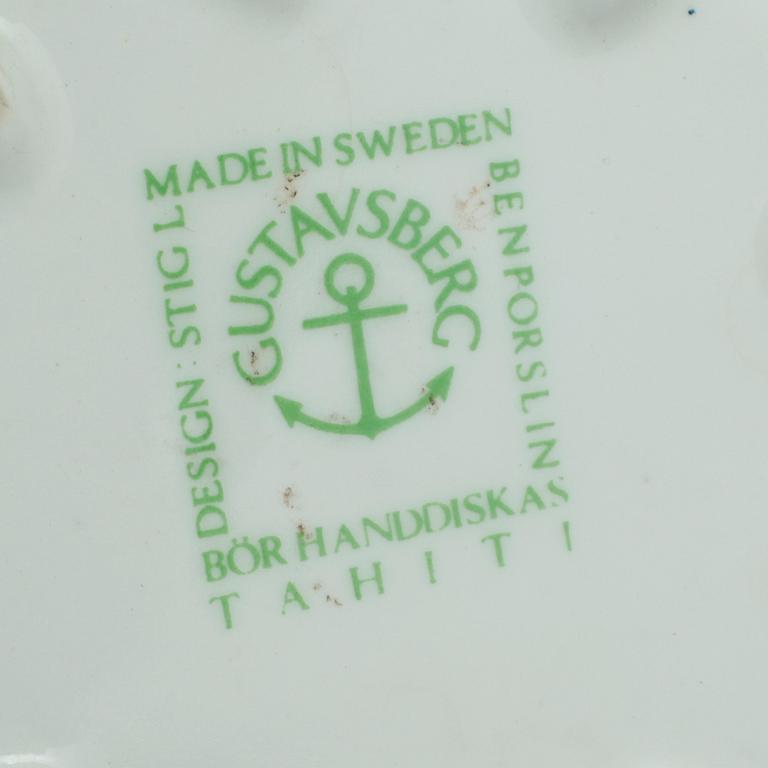 MADE IN SWEDEN
DESIGN: STIG L
GUSTAVSBERG
BENPORSLIN
BÖR HANDDISKAS
TAHITI